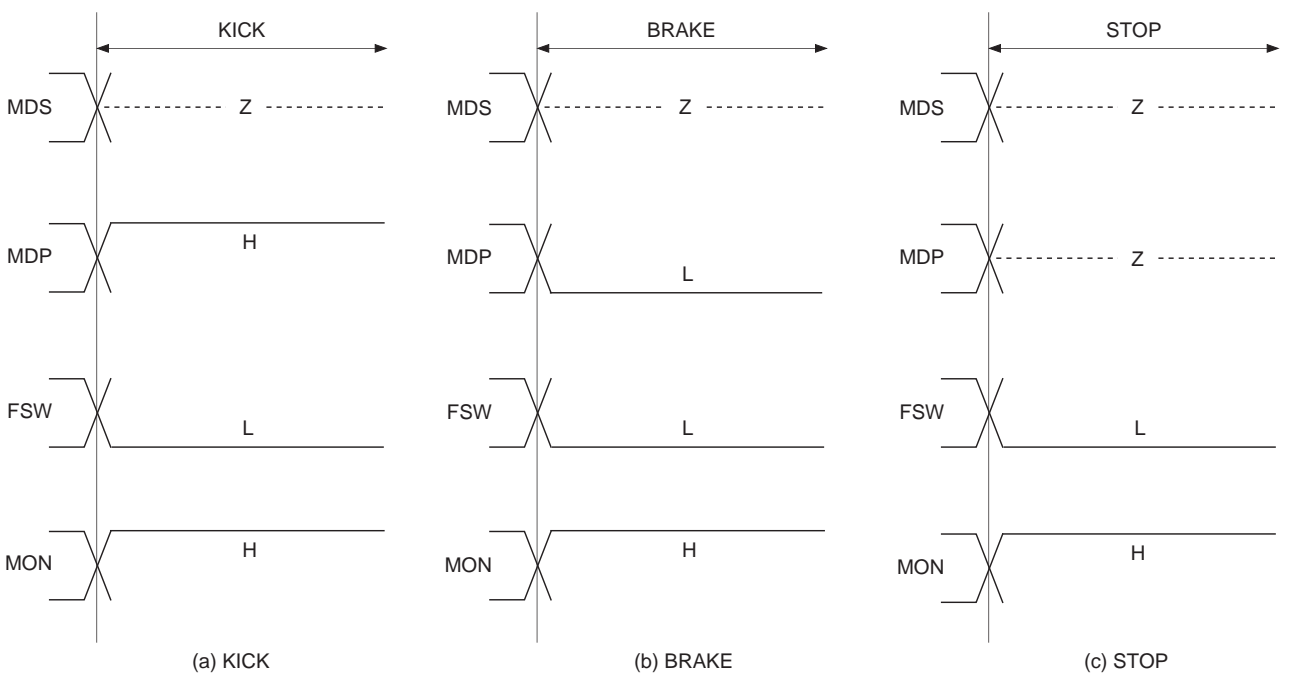 KICK
MDS Z
MDP H
FSW L
MON H
(a) KICK
BRAKE
MDS Z
MDP L
FSW L
MON H
(b) BRAKE
STOP
MDS Z
MDP Z
FSW L
MON H
(c) STOP